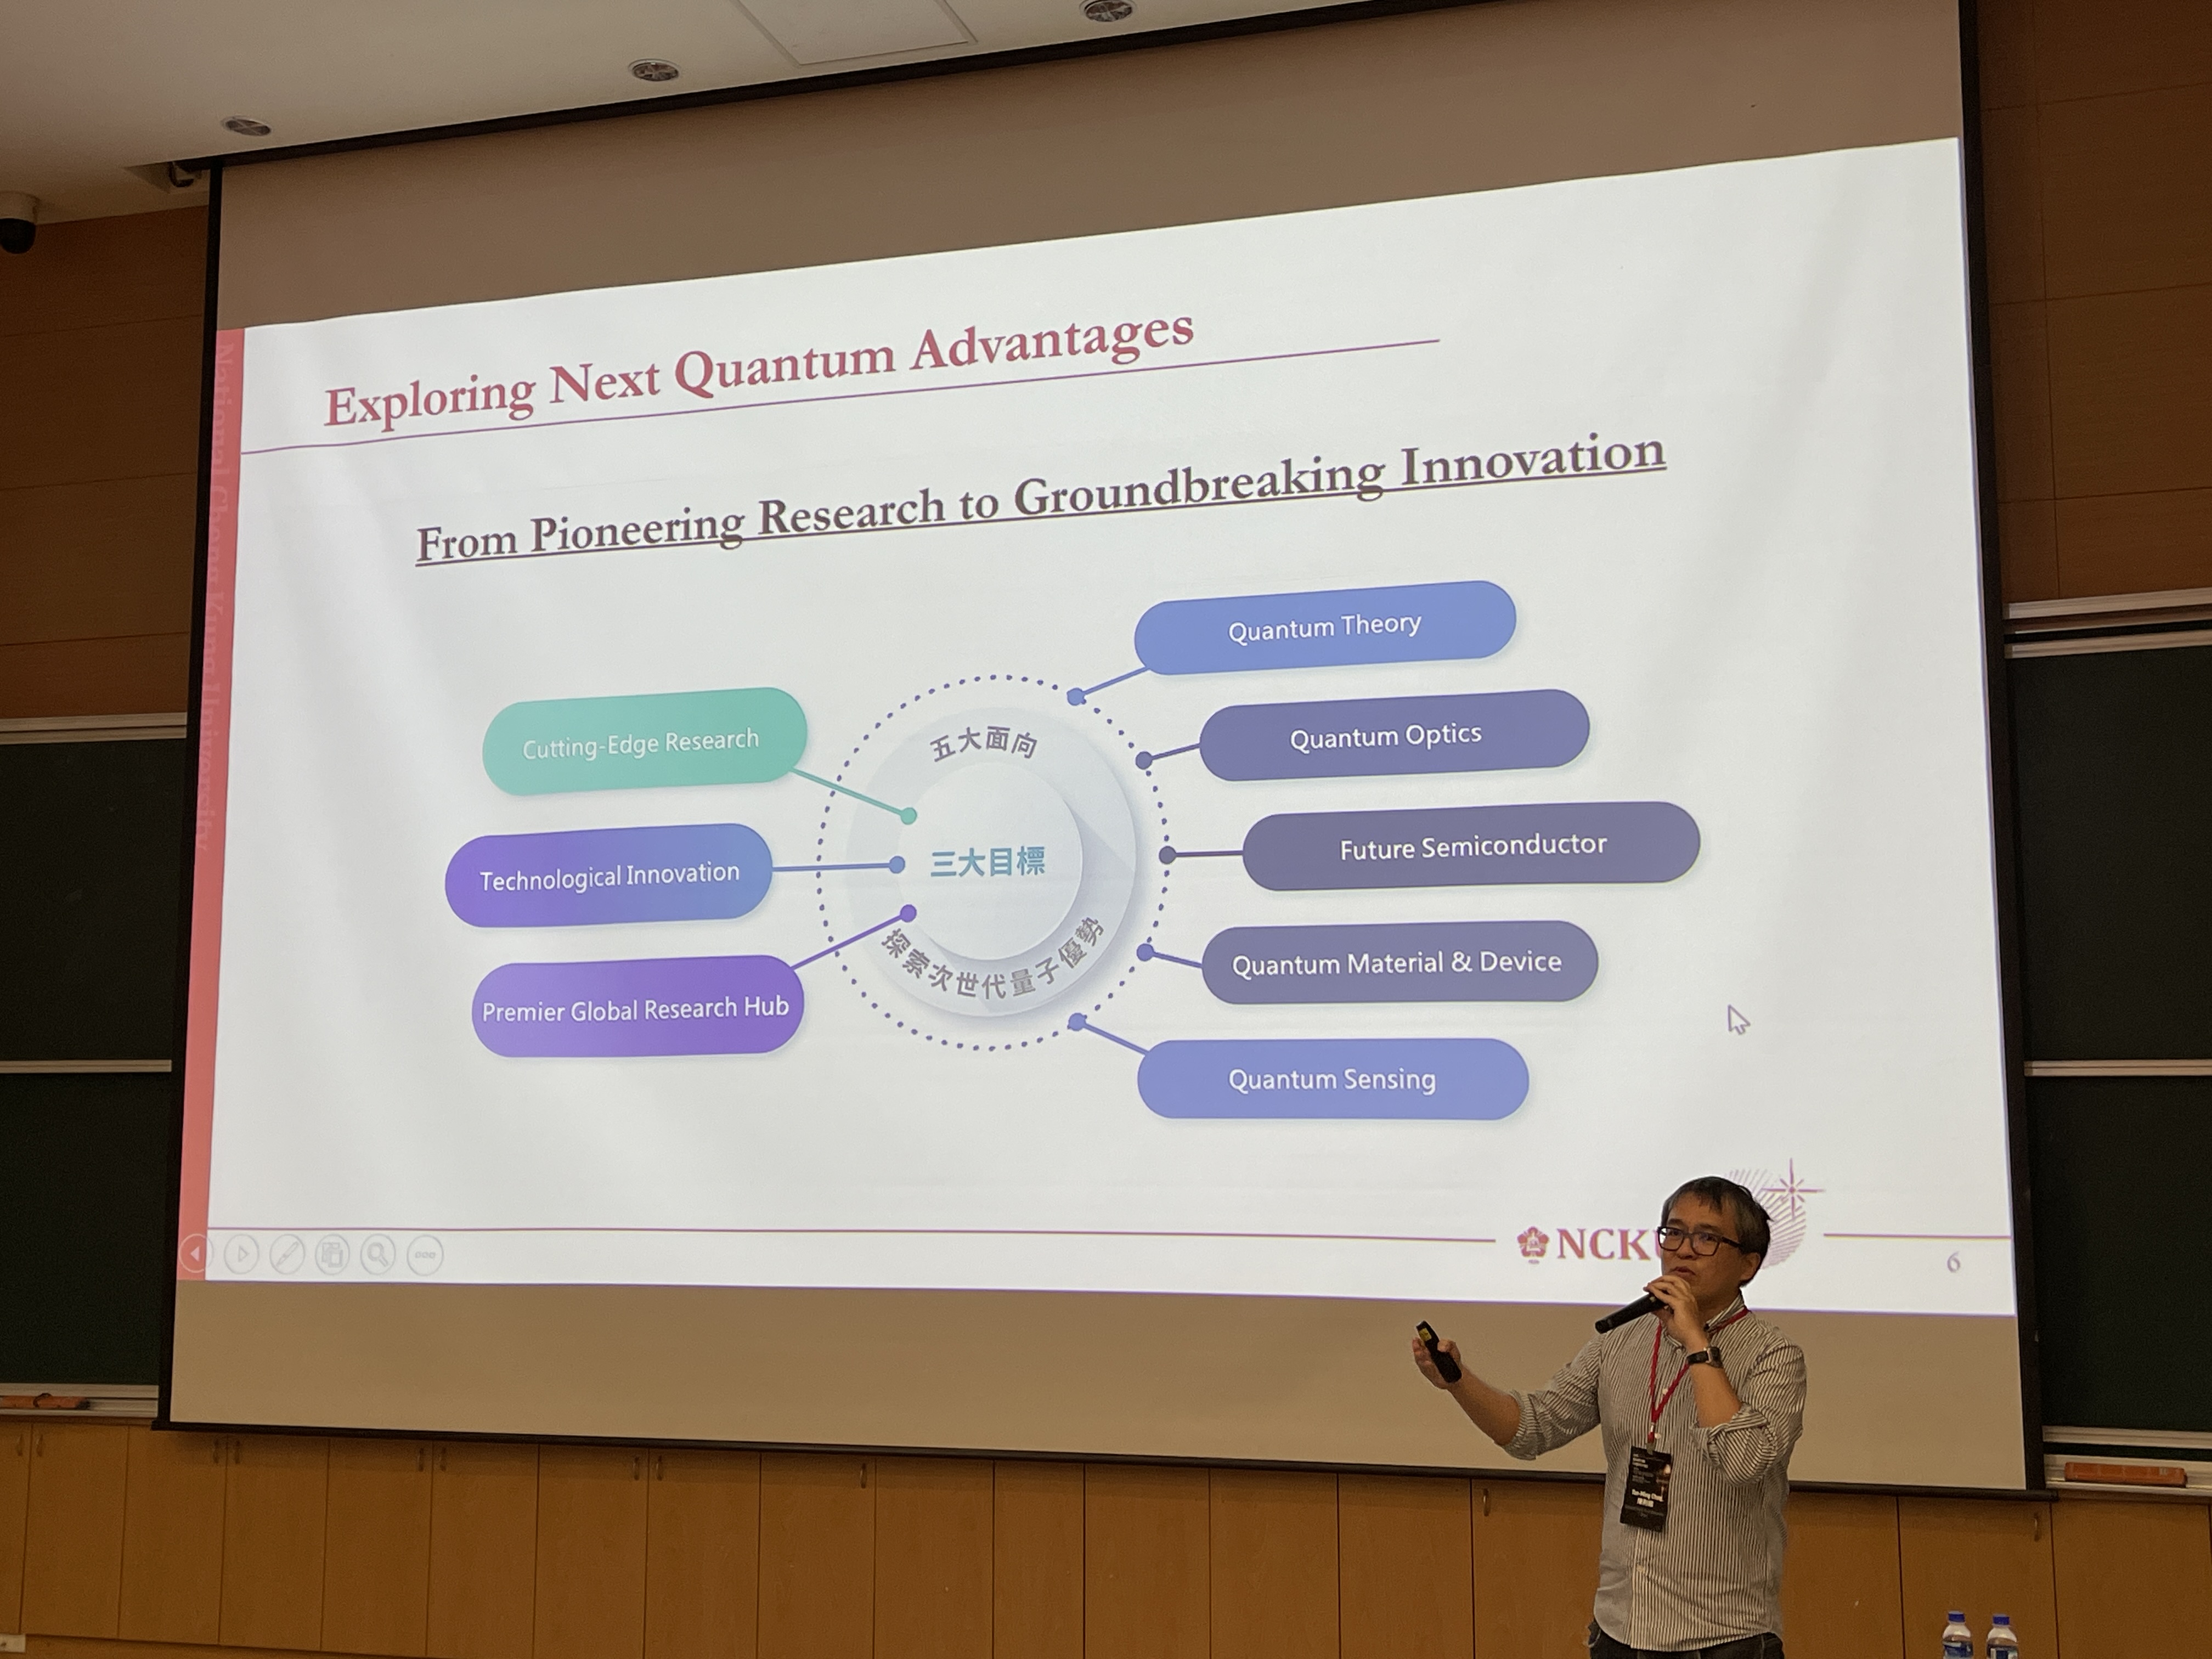 Exploring Next Quantum Advantages
From Pioneering Research to Groundbreaking Innovation
National Cheng Kung University
Cutting-Edge Research
Technological Innovation
Premier Global Research Hub
五大面向
三大目標
探索次世代量子優勢
Quantum Theory
Quantum Optics
Future Semiconductor
Quantum Material & Device
Quantum Sensing
NCK
6